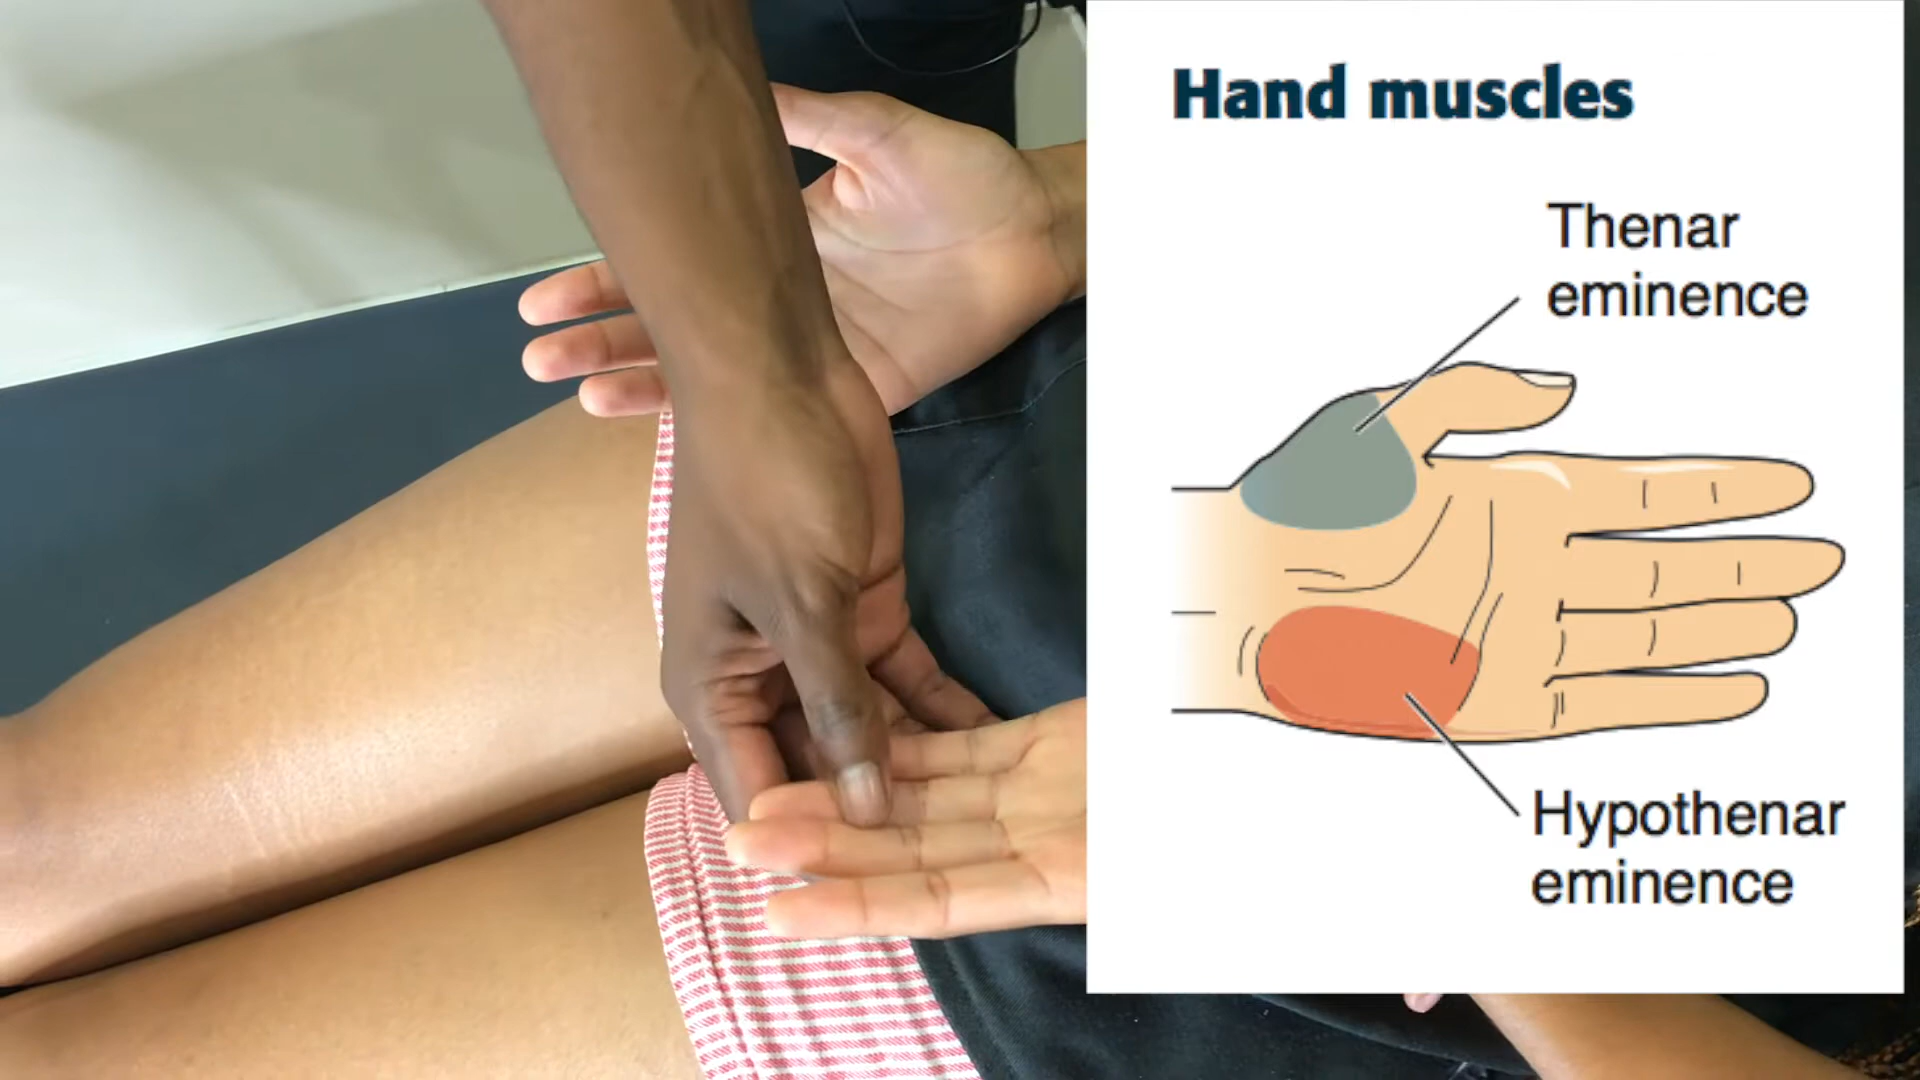 Hand muscles
Thenar
eminence
Hypothenar
eminence